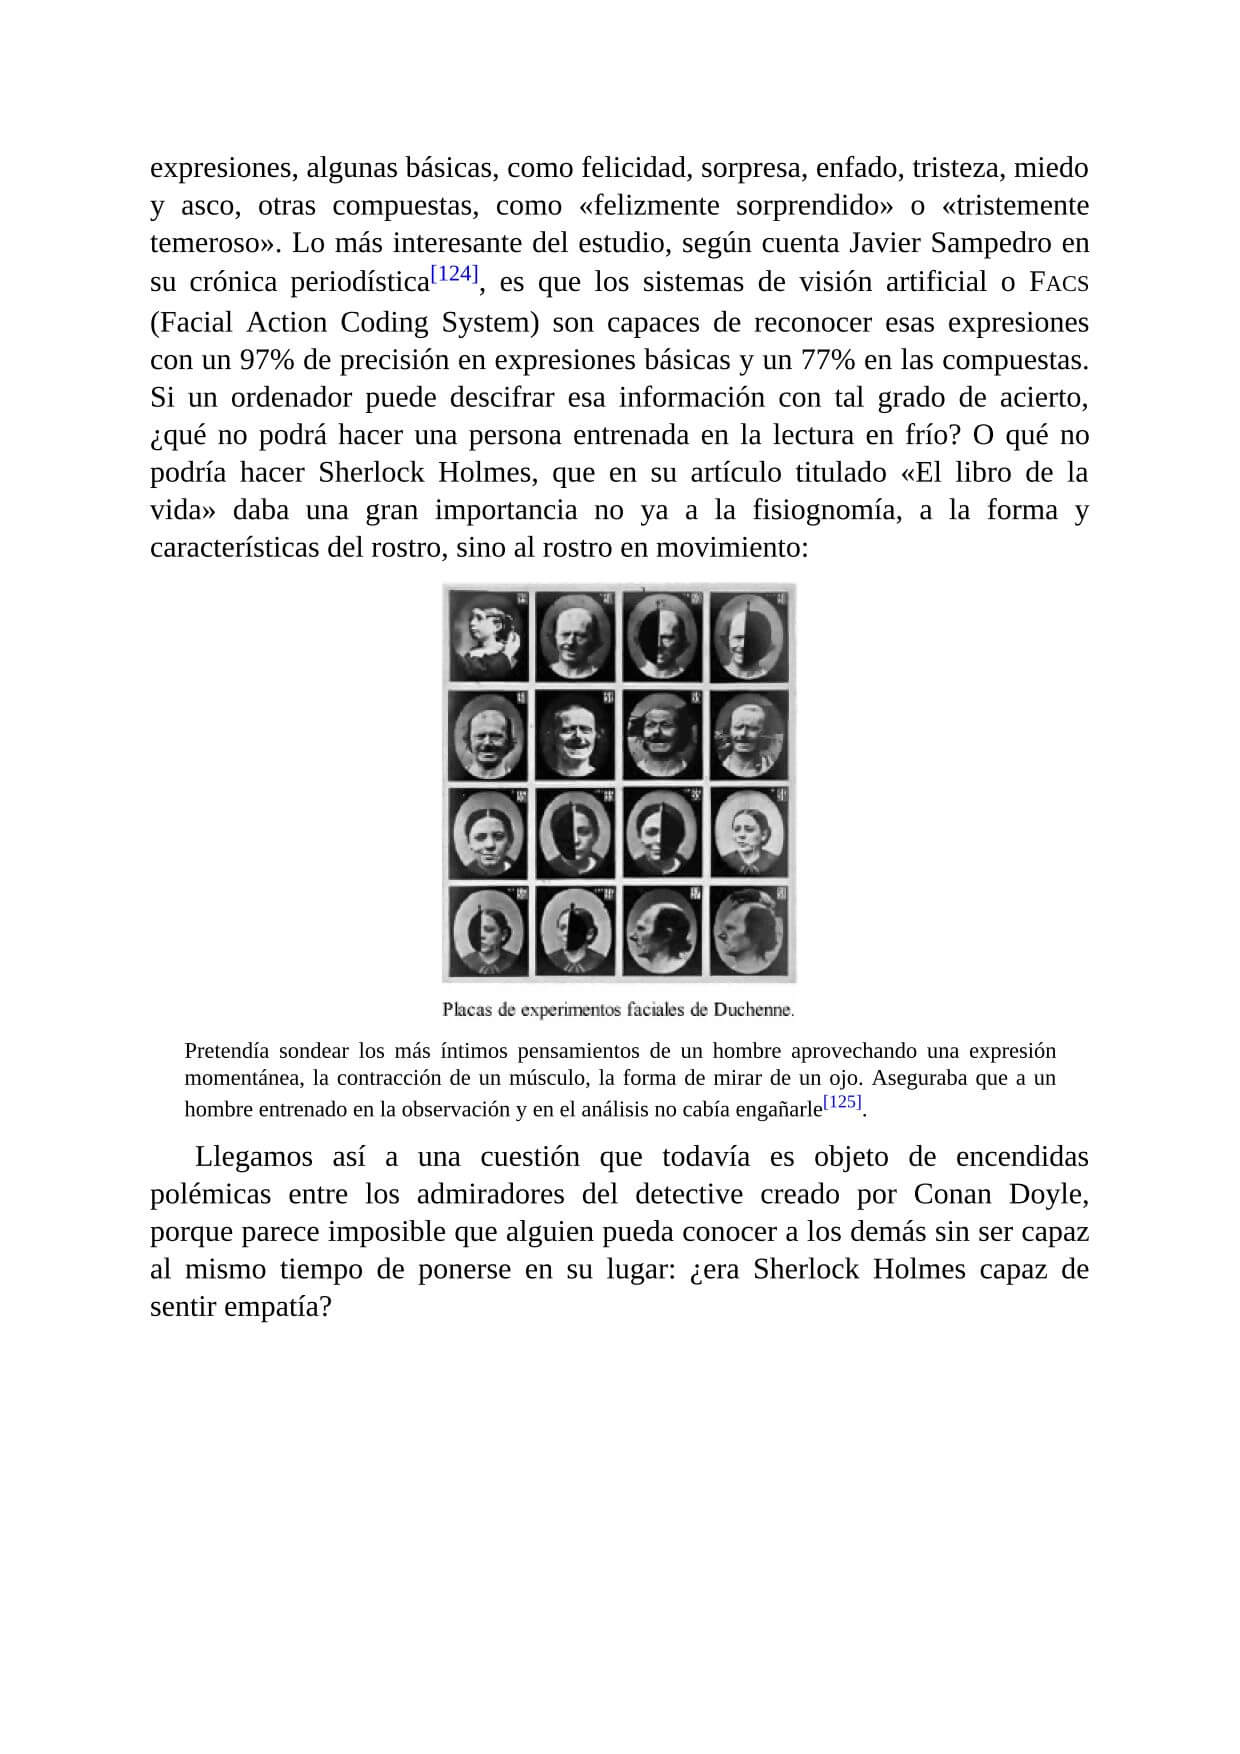 expresiones, algunas básicas, como felicidad, sorpresa, enfado, tristeza, miedo
y asco, otras compuestas, como «felizmente sorprendido» o «tristemente
temeroso». Lo más interesante del estudio, según cuenta Javier Sampedro en
su crónica periodística[124], es que los sistemas de visión artificial o FACS
(Facial Action Coding System) son capaces de reconocer esas expresiones
con un 97% de precisión en expresiones básicas y un 77% en las compuestas.
Si un ordenador puede descifrar esa información con tal grado de acierto,
¿qué no podrá hacer una persona entrenada en la lectura en frío? O qué no
podría hacer Sherlock Holmes, que en su artículo titulado «El libro de la
vida» daba una gran importancia no ya a la fisiognomía, a la forma y
características del rostro, sino al rostro en movimiento:
Placas de experimentos faciales de Duchenne.
Pretendía sondear los más íntimos pensamientos de un hombre aprovechando una expresión
momentánea, la contracción de un músculo, la forma de mirar de un ojo. Aseguraba que a un
hombre entrenado en la observación y en el análisis no cabía engañarle[125].
Llegamos así a una cuestión que todavía es objeto de encendidas
polémicas entre los admiradores del detective creado por Conan Doyle,
porque parece imposible que alguien pueda conocer a los demás sin ser capaz
al mismo tiempo de ponerse en su lugar: ¿era Sherlock Holmes capaz de
sentir empatía?